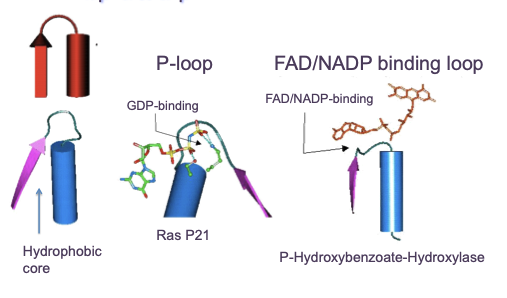 P-loop
FAD/NADP binding loop
GDP-binding
FAD/NADP-binding
Hydrophobic
core
Ras P21
P-Hydroxybenzoate-Hydroxylase